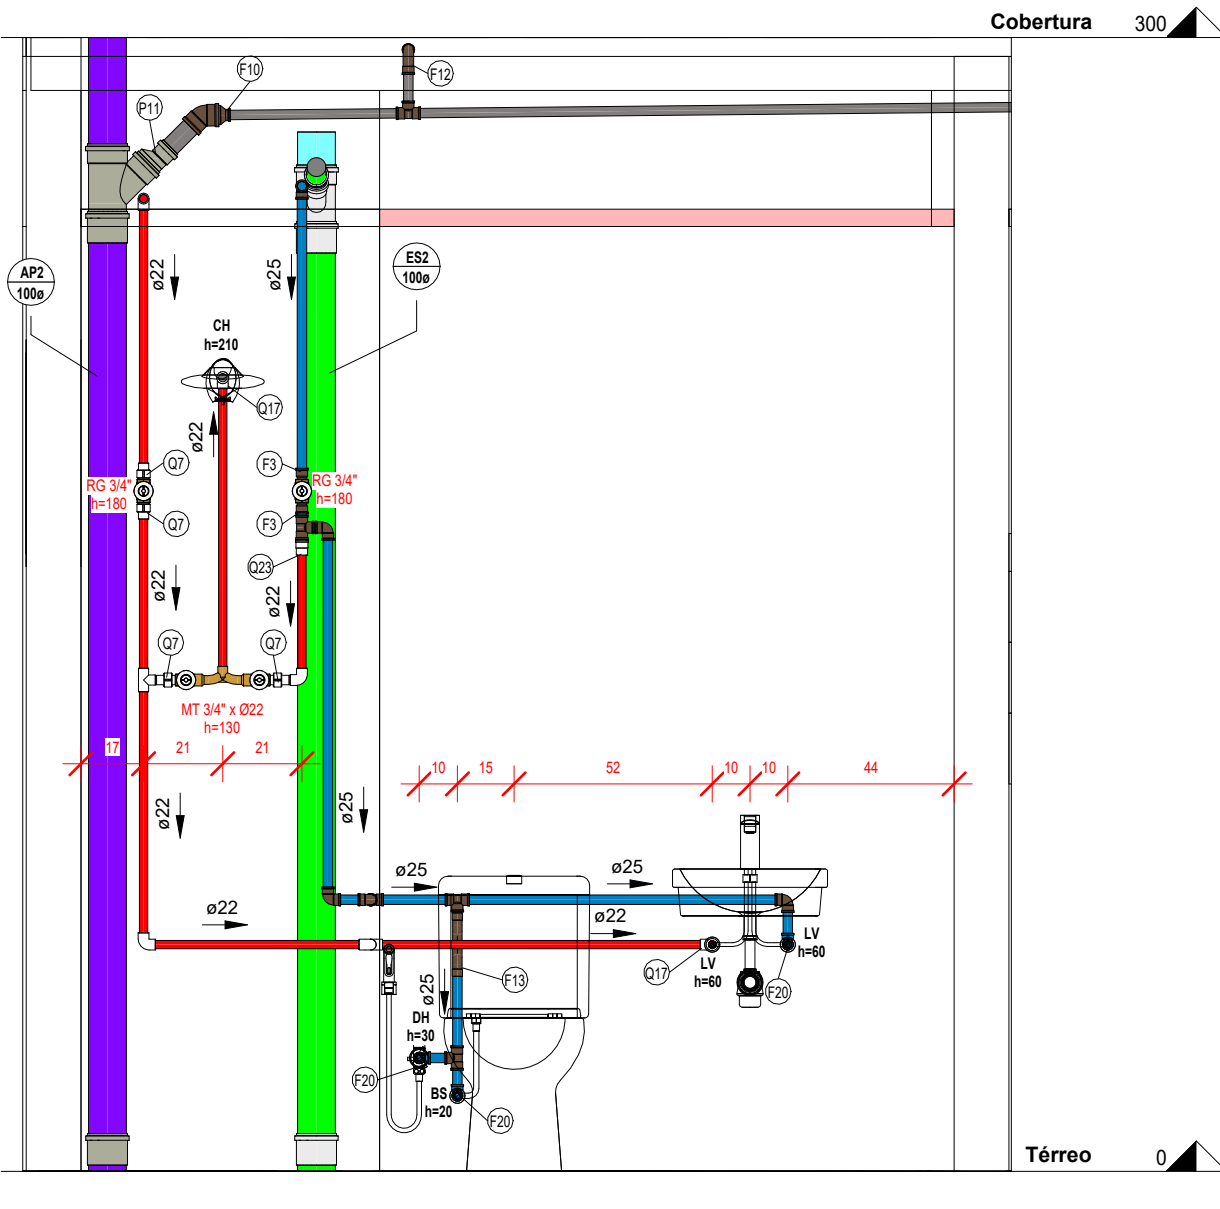 Cobertura 300
F10
F12
P11
AP2
100ø
ø22
ø25
ES2
100ø
CH
h=210
Q17
ø22
Q7
F3
RG 3/4"
h=180
RG 3/4"
h=180
Q7
F3
Q23
ø22
ø22
Q7
Q7
MT 3/4" x Ø22
h=130
17
21
21
10
15
52
10
10
44
ø22
ø25
ø25
ø25
ø22
ø22
LV
h=60
LV
h=60
Q17
F20
F13
ø25
DH
h=30
F20
BS
h=20
F20
Térreo 0